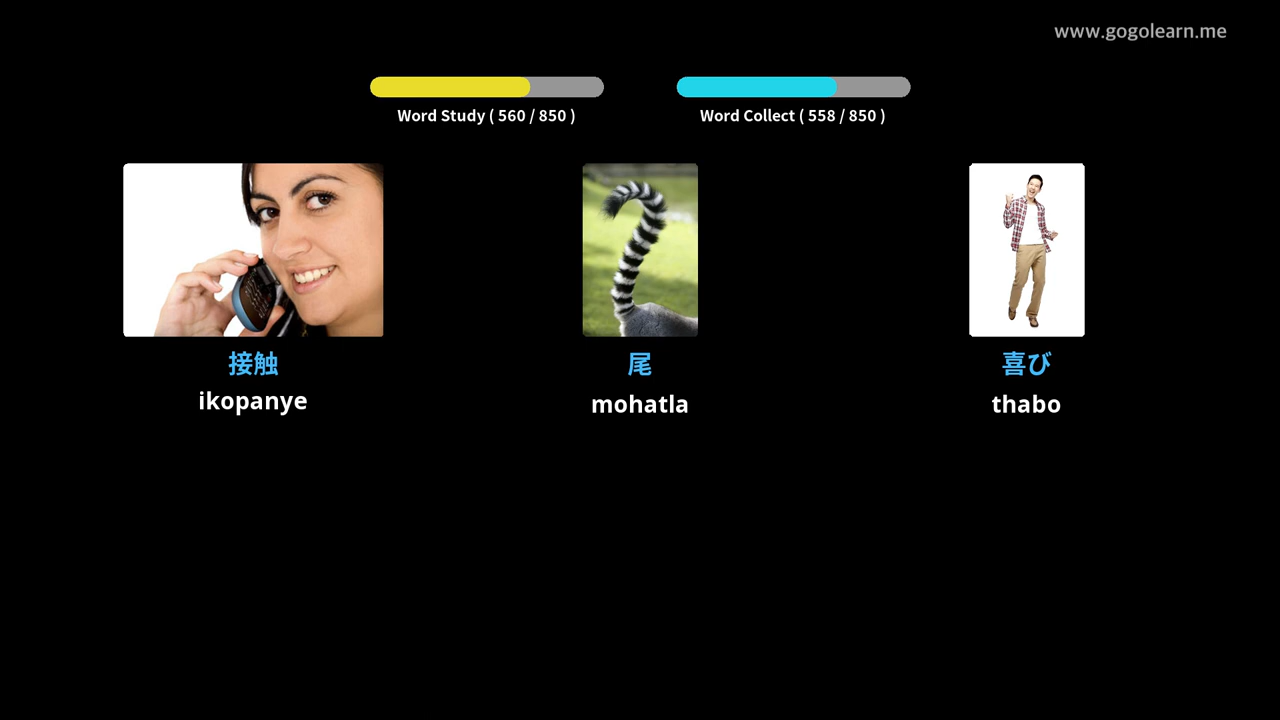 www.gogolearn.me
Word Study ( 560 / 850 )
Word Collect ( 558 / 850 )
接触
ikopanye
尾
mohatla
喜び
thabo